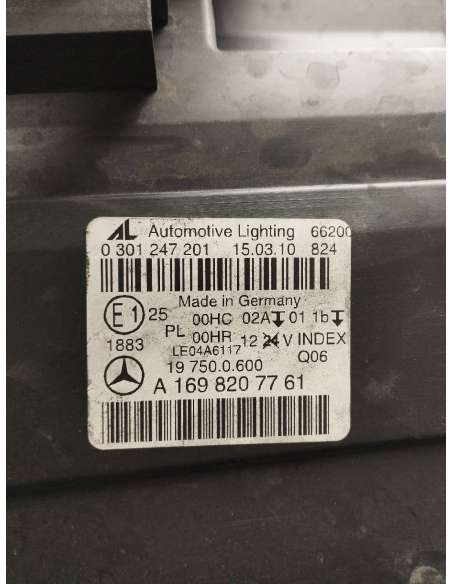 AL Automotive Lighting 66200
0 301 247 201 15.03.10 824
Made in Germany
E1 25 00HC 02A 01 1b
PL 00HR 12 24 V INDEX
1883 LE04A6117 Q06
19 750.0.600
A 169 820 77 61